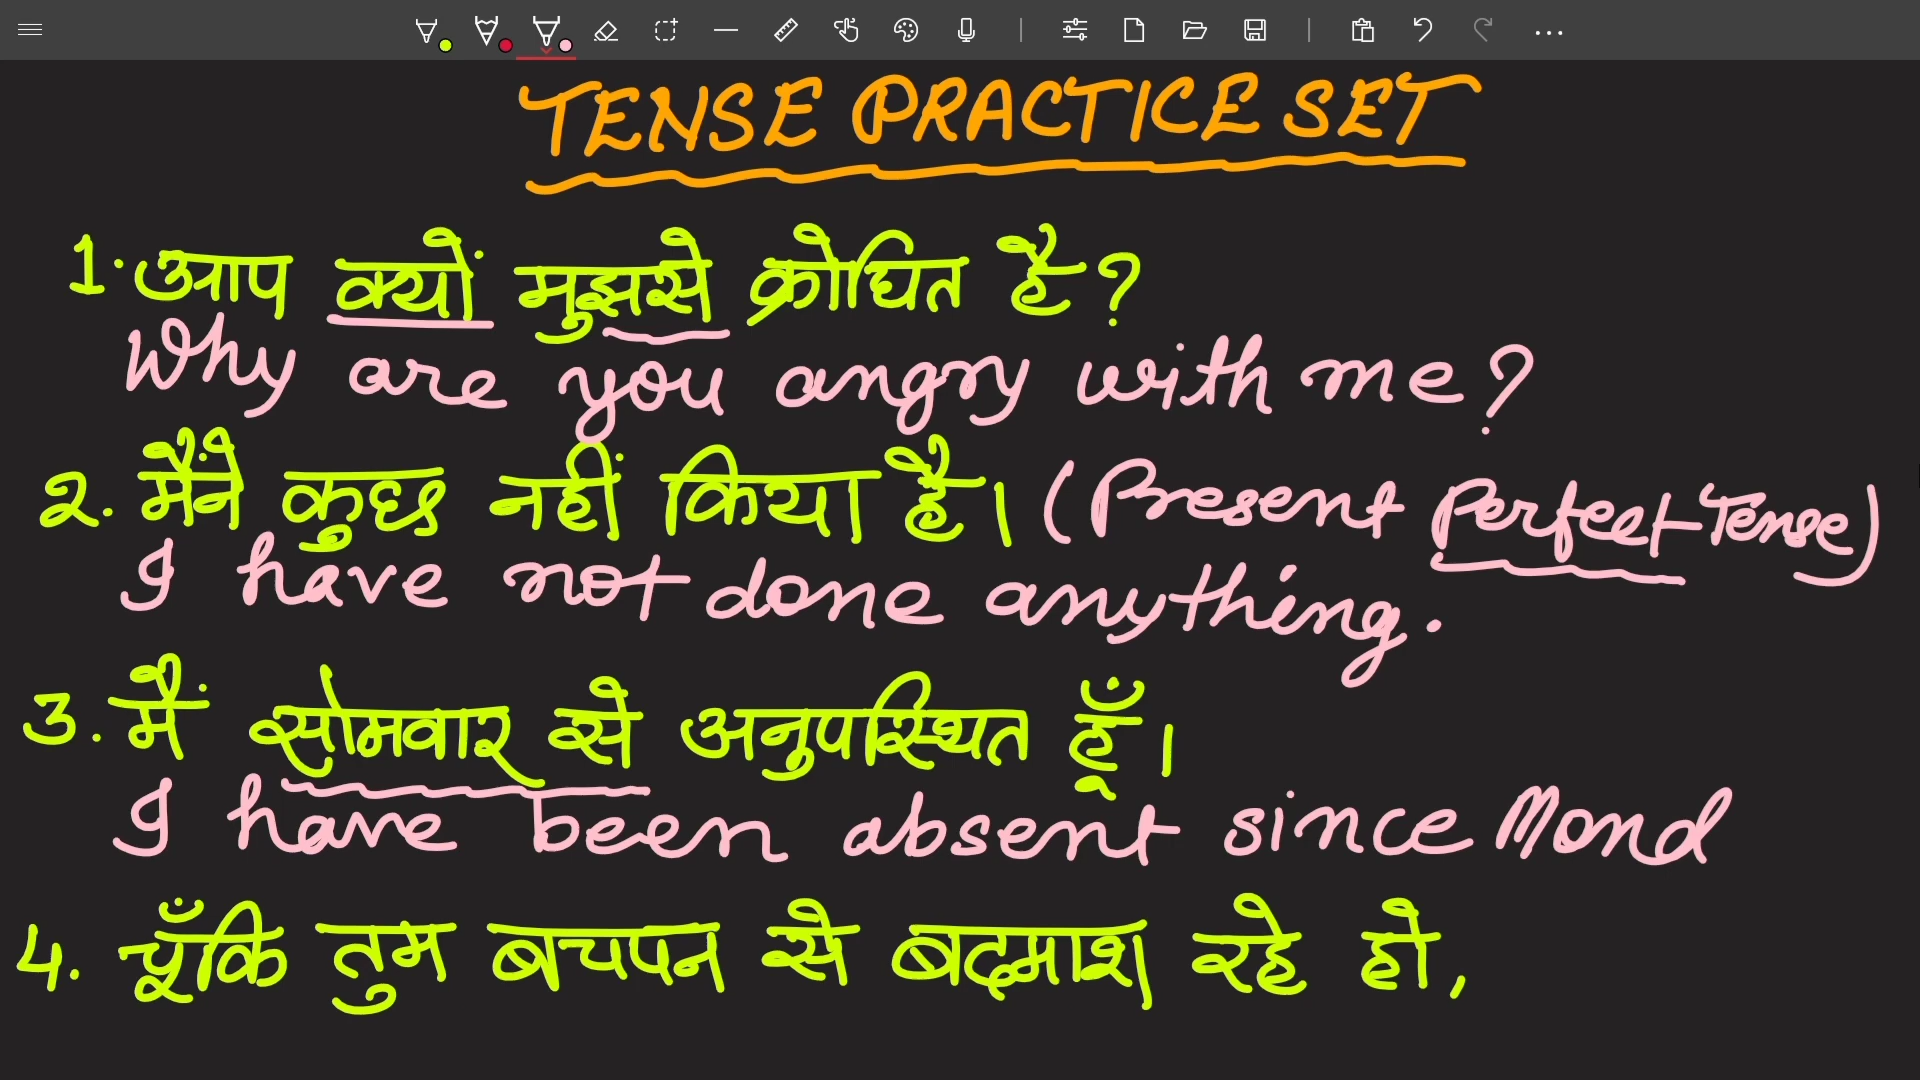 TENSE PRACTICE SET
1. आप क्यों मुझसे क्रोधित है?
Why are you angry with me?
2. मैंने कुछ नहीं किया है। (Present Perfect Tense)
I have not done anything.
3. मैं सोमवार से अनुपस्थित हूँ।
I have been absent since Mond
4. चूँकि तुम बचपन से बदमाश रहे हो,